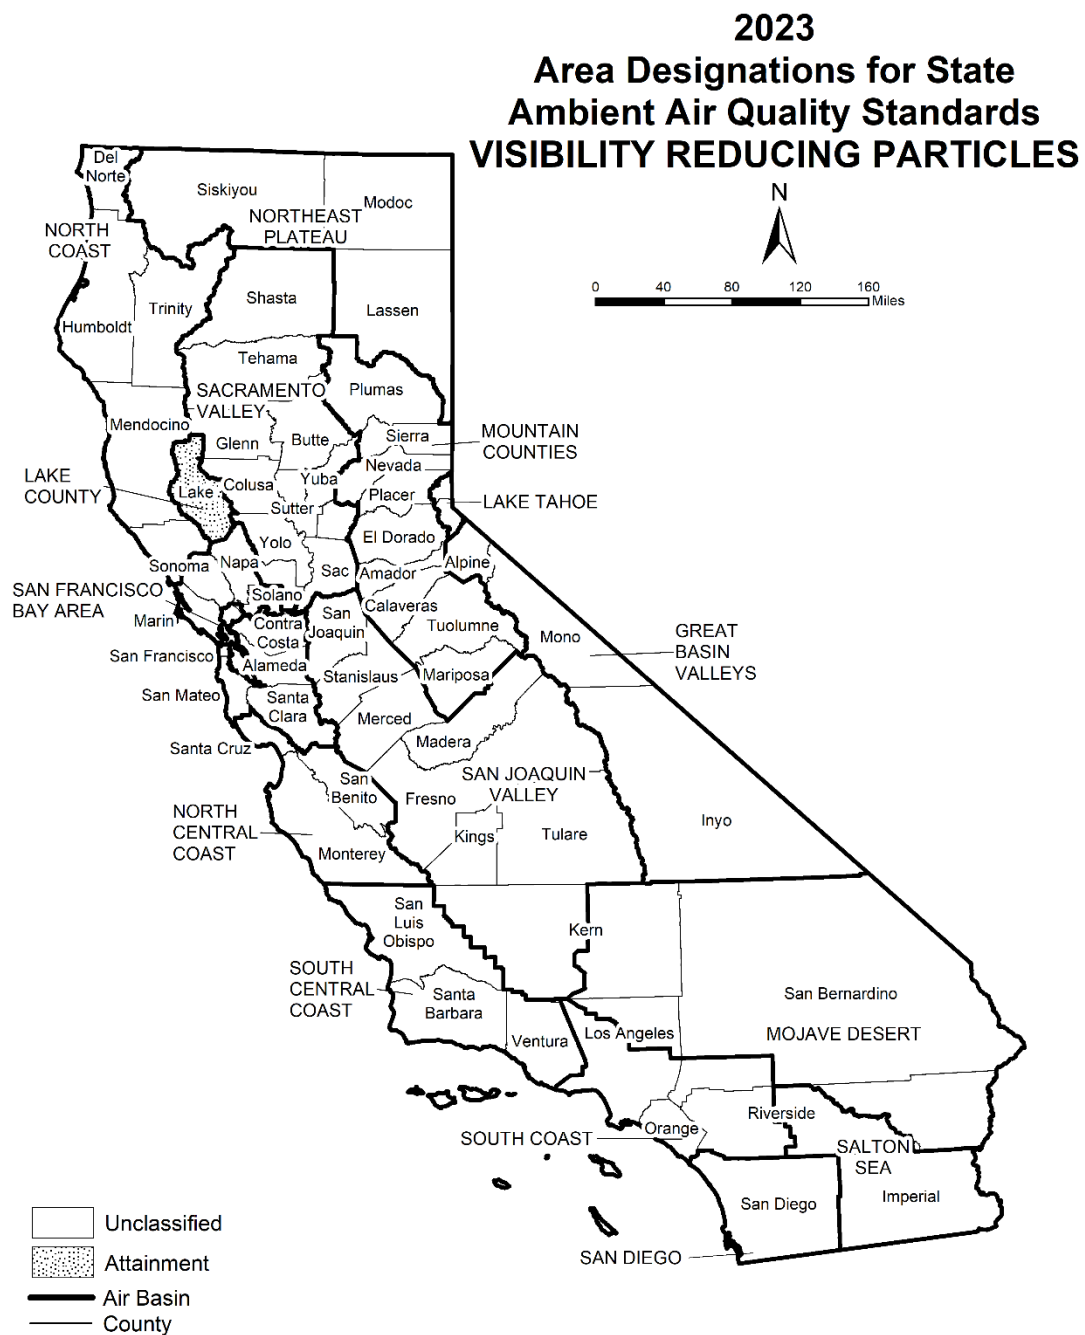 2023
Area Designations for State
Ambient Air Quality Standards
VISIBILITY REDUCING PARTICLES
N
0 40 80 120 160
Miles
Del
Norte
Siskiyou
Modoc
NORTHEAST
PLATEAU
NORTH
COAST
Shasta
Trinity
Lassen
Humboldt
Tehama
Plumas
SACRAMENTO
VALLEY
Mendocino
Glenn
Butte
Sierra
MOUNTAIN
COUNTIES
Nevada
LAKE
COUNTY
Lake
Colusa
Yuba
Placer
LAKE TAHOE
Sutter
El Dorado
Yolo
Sonoma
Napa
Sac
Amador
Alpine
SAN FRANCISCO
BAY AREA
Solano
Calaveras
Marin
Contra
Costa
San
Joaquin
Tuolumne
Mono
GREAT
BASIN
VALLEYS
San Francisco
Alameda
Stanislaus
Mariposa
San Mateo
Santa
Clara
Merced
Santa Cruz
Madera
San
Benito
SAN JOAQUIN
VALLEY
Fresno
NORTH
CENTRAL
COAST
Kings
Tulare
Inyo
Monterey
San
Luis
Obispo
Kern
SOUTH
CENTRAL
COAST
Santa
Barbara
San Bernardino
Ventura
Los Angeles
MOJAVE DESERT
Riverside
Orange
SOUTH COAST
SALTON
SEA
San Diego
Imperial
SAN DIEGO
Unclassified
Attainment
Air Basin
County